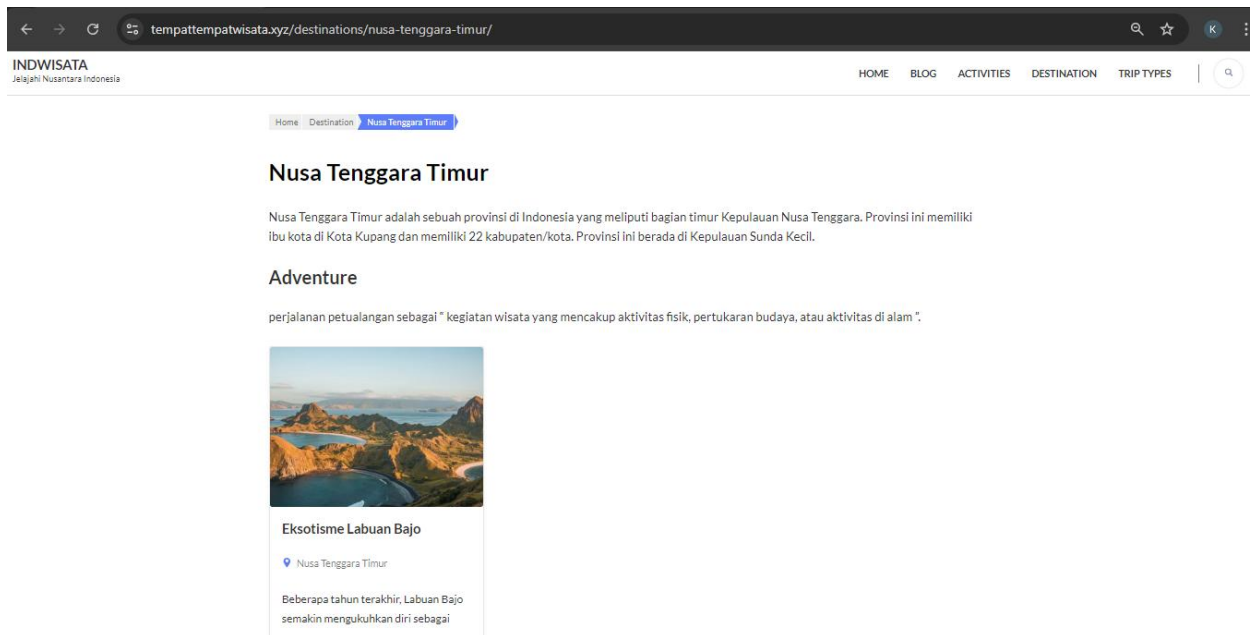 tempattempatwisata.xyz/destinations/nusa-tenggara-timur/
K
INDWISATA
Jelajahi Nusantara Indonesia
HOME BLOG ACTIVITIES DESTINATION TRIP TYPES
Home Destination Nusa Tenggara Timur
Nusa Tenggara Timur
Nusa Tenggara Timur adalah sebuah provinsi di Indonesia yang meliputi bagian timur Kepulauan Nusa Tenggara. Provinsi ini memiliki
ibu kota di Kota Kupang dan memiliki 22 kabupaten/kota. Provinsi ini berada di Kepulauan Sunda Kecil.
Adventure
perjalanan petualangan sebagai " kegiatan wisata yang mencakup aktivitas fisik, pertukaran budaya, atau aktivitas di alam ".
Eksotisme Labuan Bajo
Nusa Tenggara Timur
Beberapa tahun terakhir, Labuan Bajo
semakin mengukuhkan diri sebagai